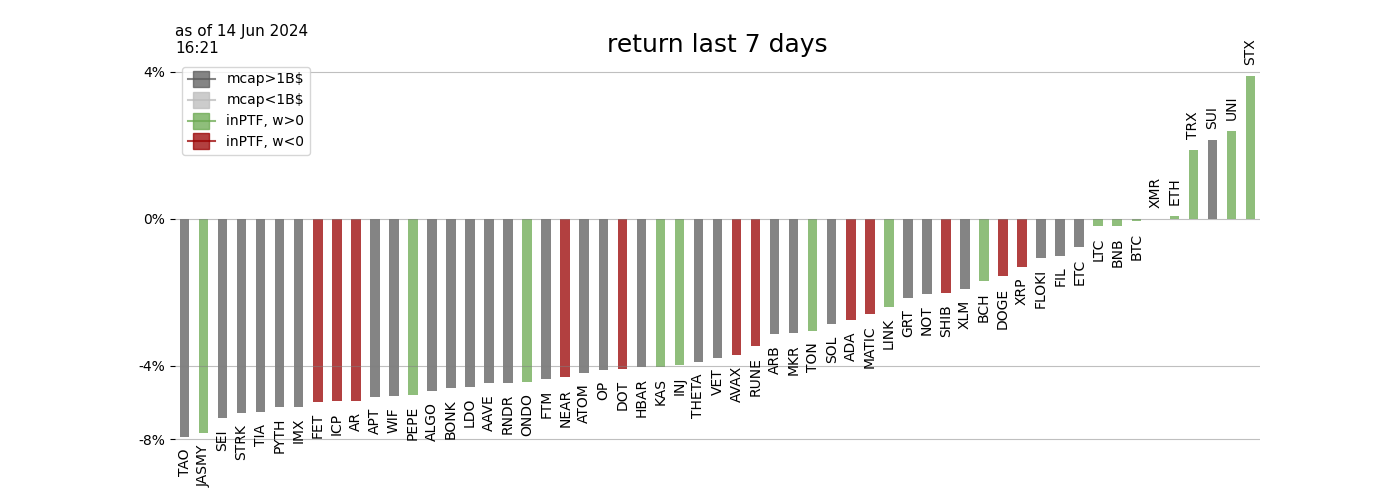 as of 14 Jun 2024
16:21
return last 7 days
4%
0%
-4%
-8%
mcap>1B$
mcap<1B$
inPTF, w>0
inPTF, w<0
TAO
JASMY
SEI
STRK
TIA
PYTH
IMX
FET
ICP
AR
APT
WIF
PEPE
ALGO
BONK
LDO
AAVE
RNDR
ONDO
FTM
NEAR
ATOM
OP
DOT
HBAR
KAS
INJ
THETA
VET
AVAX
RUNE
ARB
MKR
TON
SOL
ADA
MATIC
LINK
GRT
NOT
SHIB
XLM
BCH
DOGE
XRP
FLOKI
FIL
ETC
LTC
BNB
BTC
XMR
ETH
TRX
SUI
UNI
STX